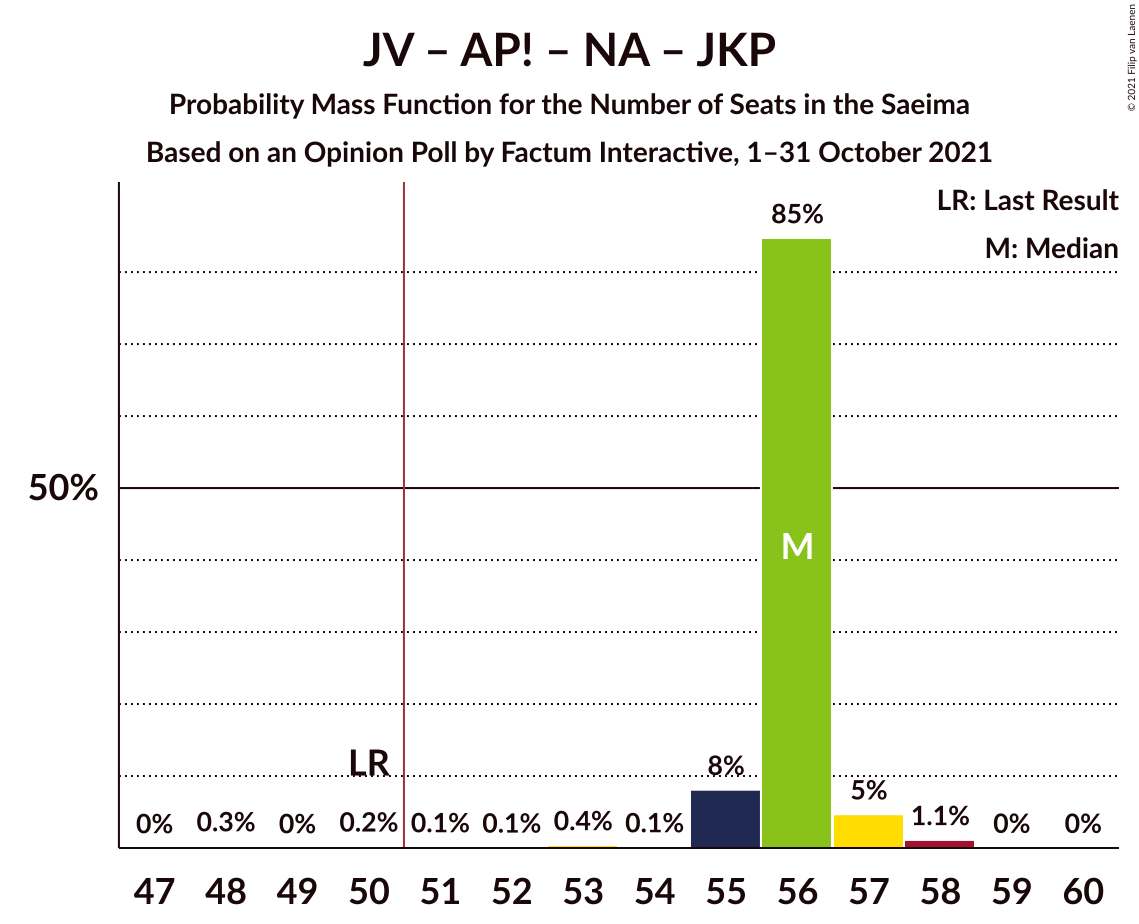 JV – AP! – NA – JKP
Probability Mass Function for the Number of Seats in the Saeima
Based on an Opinion Poll by Factum Interactive, 1–31 October 2021
© 2021 Filip van Laenen
LR: Last Result
M: Median
85%
50%
M
LR
8%
5%
0% 0.3% 0% 0.2% 0.1% 0.1% 0.4% 0.1% 1.1% 0% 0%
47 48 49 50 51 52 53 54 55 56 57 58 59 60